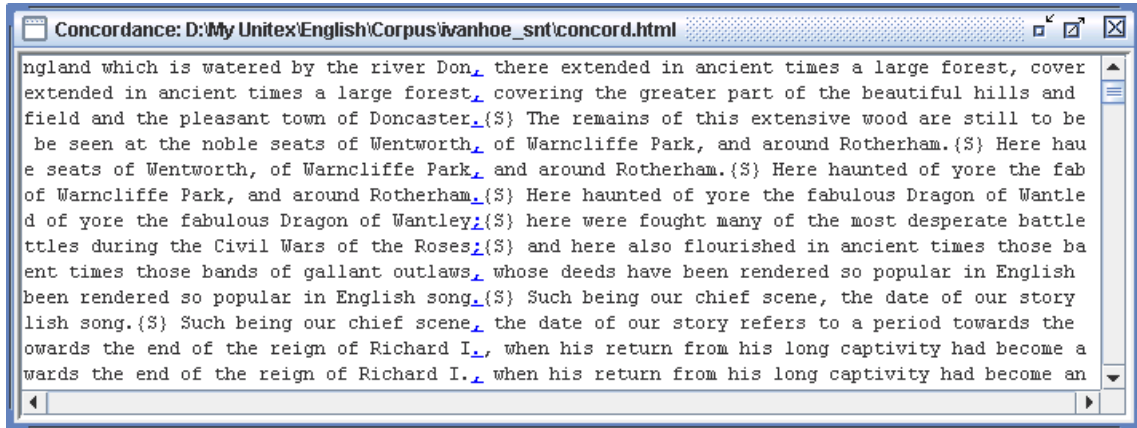 Concordance: D:\My Unitex\English\Corpus\ivanhoe_snt\concord.html
ngland which is watered by the river Don, there extended in ancient times a large forest, cover
extended in ancient times a large forest, covering the greater part of the beautiful hills and
field and the pleasant town of Doncaster.{S} The remains of this extensive wood are still to be
be seen at the noble seats of Wentworth, of Warncliffe Park, and around Rotherham.{S} Here hau
e seats of Wentworth, of Warncliffe Park, and around Rotherham.{S} Here haunted of yore the fab
of Warncliffe Park, and around Rotherham.{S} Here haunted of yore the fabulous Dragon of Wantle
d of yore the fabulous Dragon of Wantley;{S} here were fought many of the most desperate battle
ttles during the Civil Wars of the Roses;{S} and here also flourished in ancient times those ba
ent times those bands of gallant outlaws, whose deeds have been rendered so popular in English
been rendered so popular in English song.{S} Such being our chief scene, the date of our story
lish song.{S} Such being our chief scene, the date of our story refers to a period towards the
owards the end of the reign of Richard I., when his return from his long captivity had become a
wards the end of the reign of Richard I., when his return from his long captivity had become an